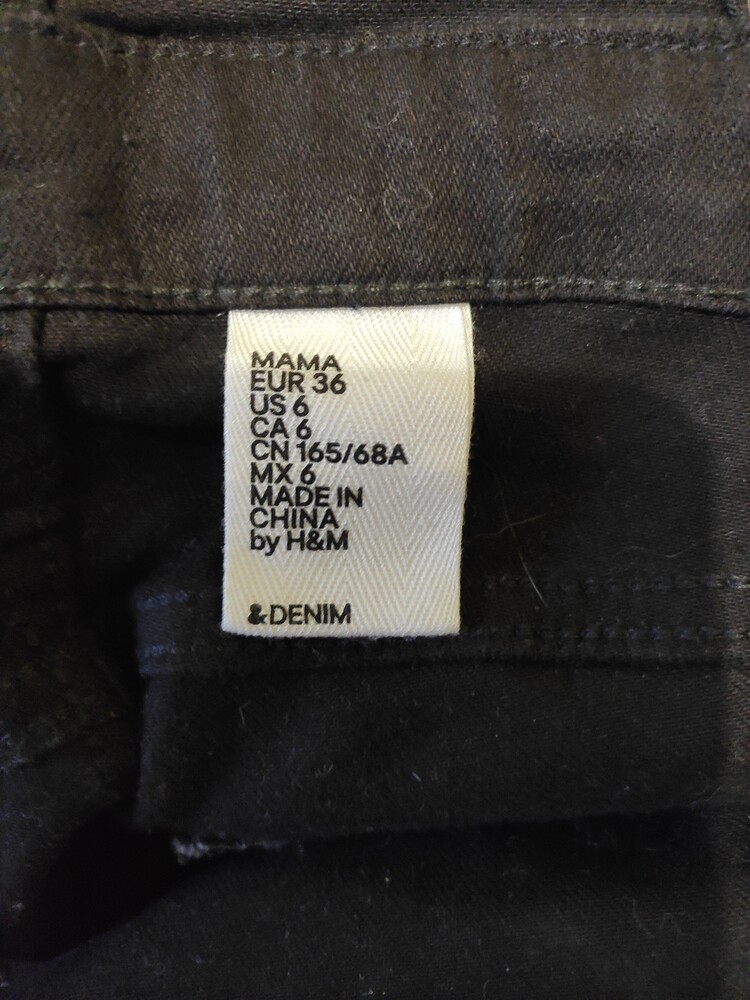 MAMA
EUR 36
US 6
CA 6
CN 165/68A
MX 6
MADE IN
CHINA
by H&M
&DENIM